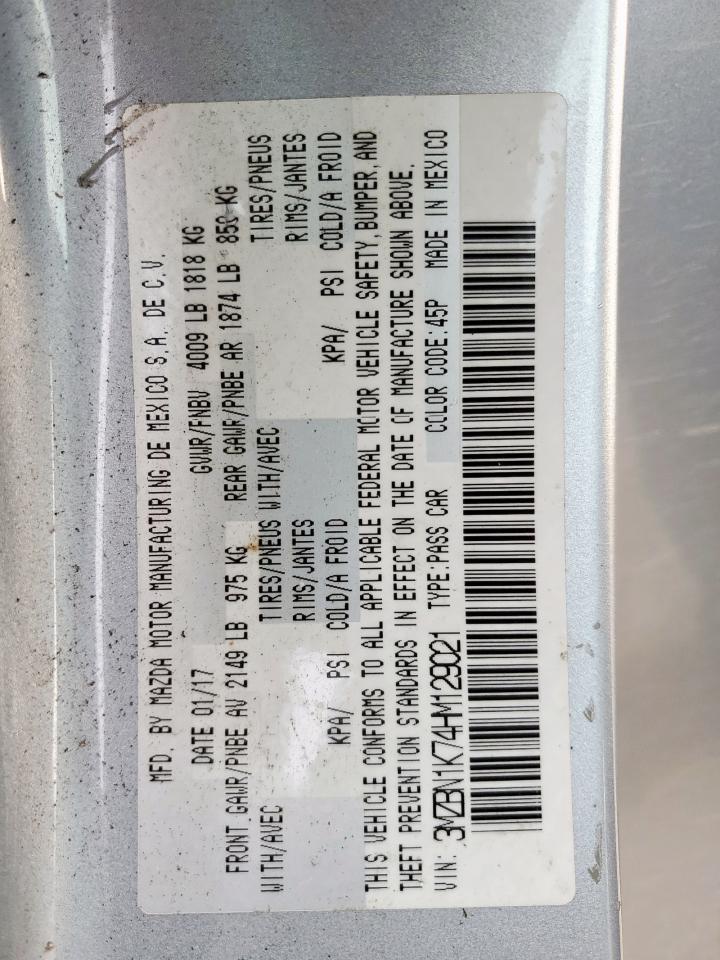 MFD. BY MAZDA MOTOR MANUFACTURING DE MEXICO S.A. DE C.V.
DATE 01/17 GVWR/PNBV 4009 LB 1818 KG
FRONT GAWR/PNBE AV 2149 LB 975 KG REAR GAWR/PNBE AR 1874 LB 850 KG
WITH/AVEC TIRES/PNEUS WITH/AVEC TIRES/PNEUS
RIMS/JANTES RIMS/JANTES
KPA/ PSI COLD/A FROID KPA/ PSI COLD/A FROID
THIS VEHICLE CONFORMS TO ALL APPLICABLE FEDERAL MOTOR VEHICLE SAFETY, BUMPER, AND
THEFT PREVENTION STANDARDS IN EFFECT ON THE DATE OF MANUFACTURE SHOWN ABOVE.
VIN: 3MZBN1K74HM129021 TYPE:PASS CAR COLOR CODE:45P MADE IN MEXICO